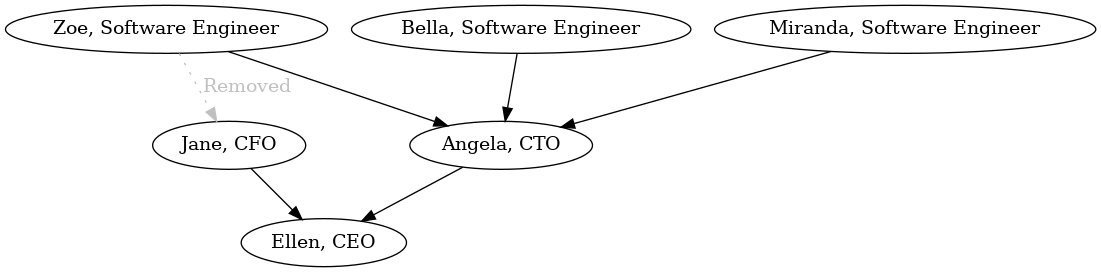 Zoe, Software Engineer
Bella, Software Engineer
Miranda, Software Engineer
Removed
Jane, CFO
Angela, CTO
Ellen, CEO